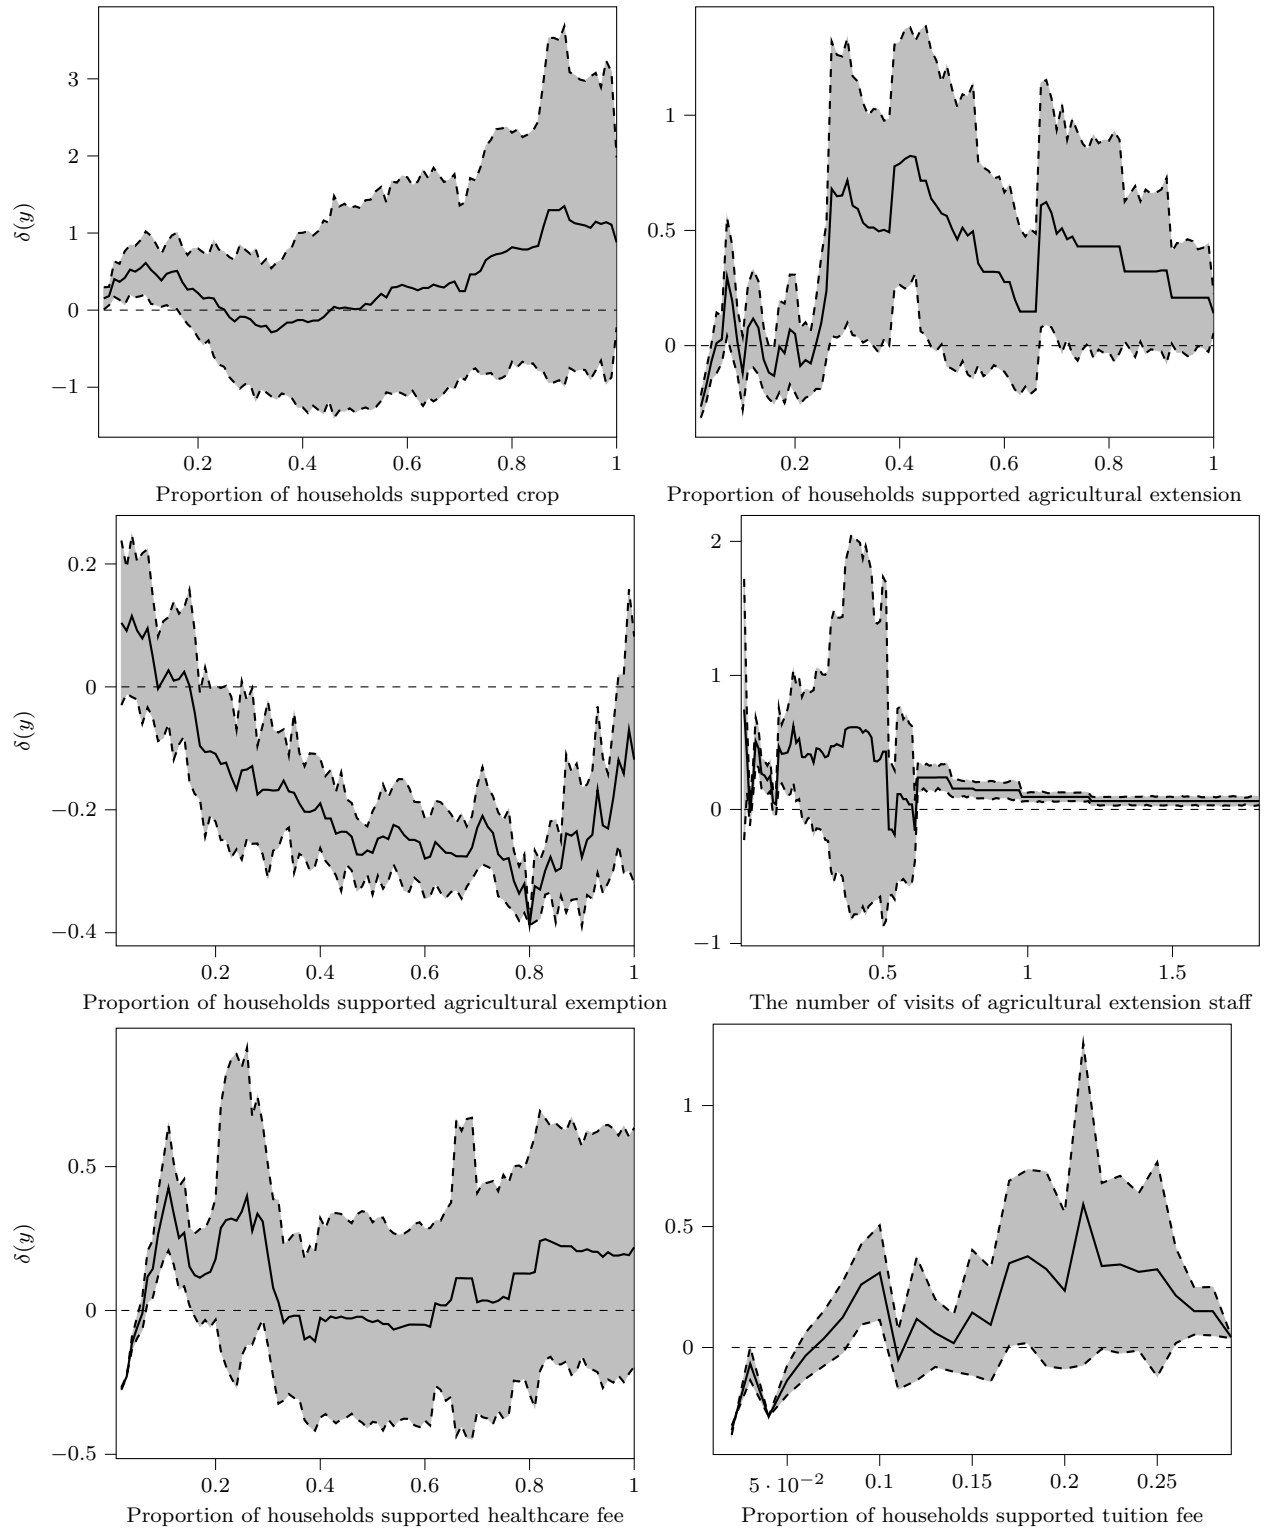 3
2
1
0
−1
δ(y)
0.2 0.4 0.6 0.8 1
Proportion of households supported crop
1
0.5
0
0.2 0.4 0.6 0.8 1
Proportion of households supported agricultural extension
0.2
0
−0.2
−0.4
δ(y)
0.2 0.4 0.6 0.8 1
Proportion of households supported agricultural exemption
2
1
0
−1
0.5 1 1.5
The number of visits of agricultural extension staff
0.5
0
−0.5
δ(y)
0.2 0.4 0.6 0.8 1
Proportion of households supported healthcare fee
1
0.5
0
5 · 10⁻² 0.1 0.15 0.2 0.25
Proportion of households supported tuition fee